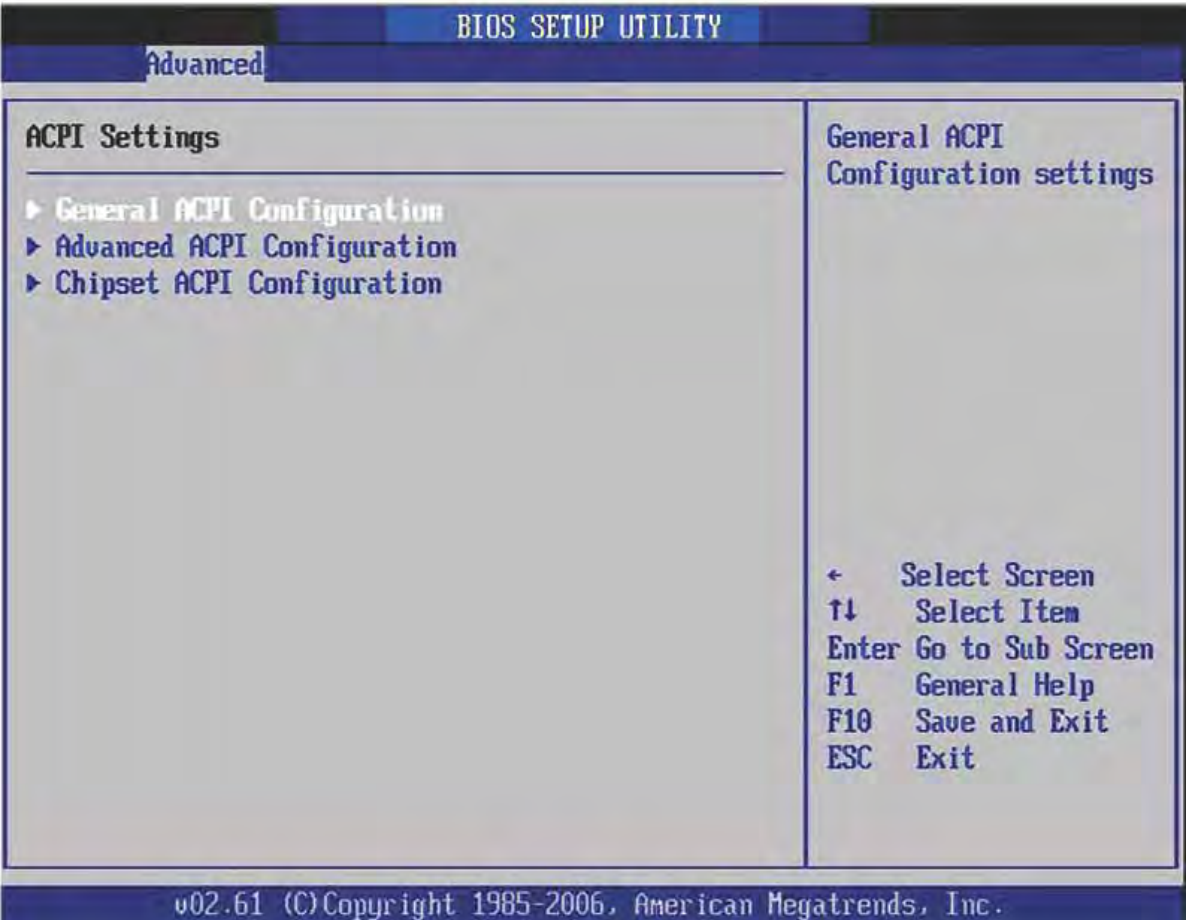 BIOS SETUP UTILITY
Advanced
ACPI Settings
▶ General ACPI Configuration
▶ Advanced ACPI Configuration
▶ Chipset ACPI Configuration
General ACPI
Configuration settings
← Select Screen
↑↓ Select Item
Enter Go to Sub Screen
F1 General Help
F10 Save and Exit
ESC Exit
v02.61 (C)Copyright 1985-2006, American Megatrends, Inc.